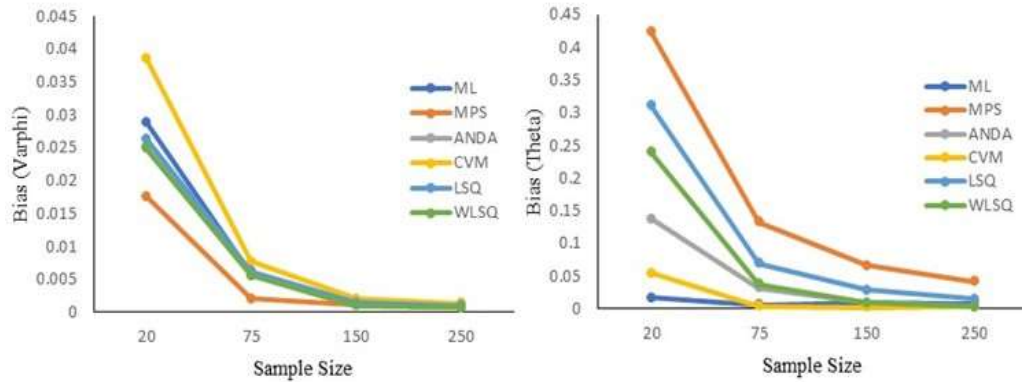 Bias (Varphi)
0.045
0.04
0.035
0.03
0.025
0.02
0.015
0.01
0.005
0
20 75 150 250
Sample Size
ML
MPS
ANDA
CVM
LSQ
WLSQ
Bias (Theta)
0.45
0.4
0.35
0.3
0.25
0.2
0.15
0.1
0.05
0
20 75 150 250
Sample Size
ML
MPS
ANDA
CVM
LSQ
WLSQ